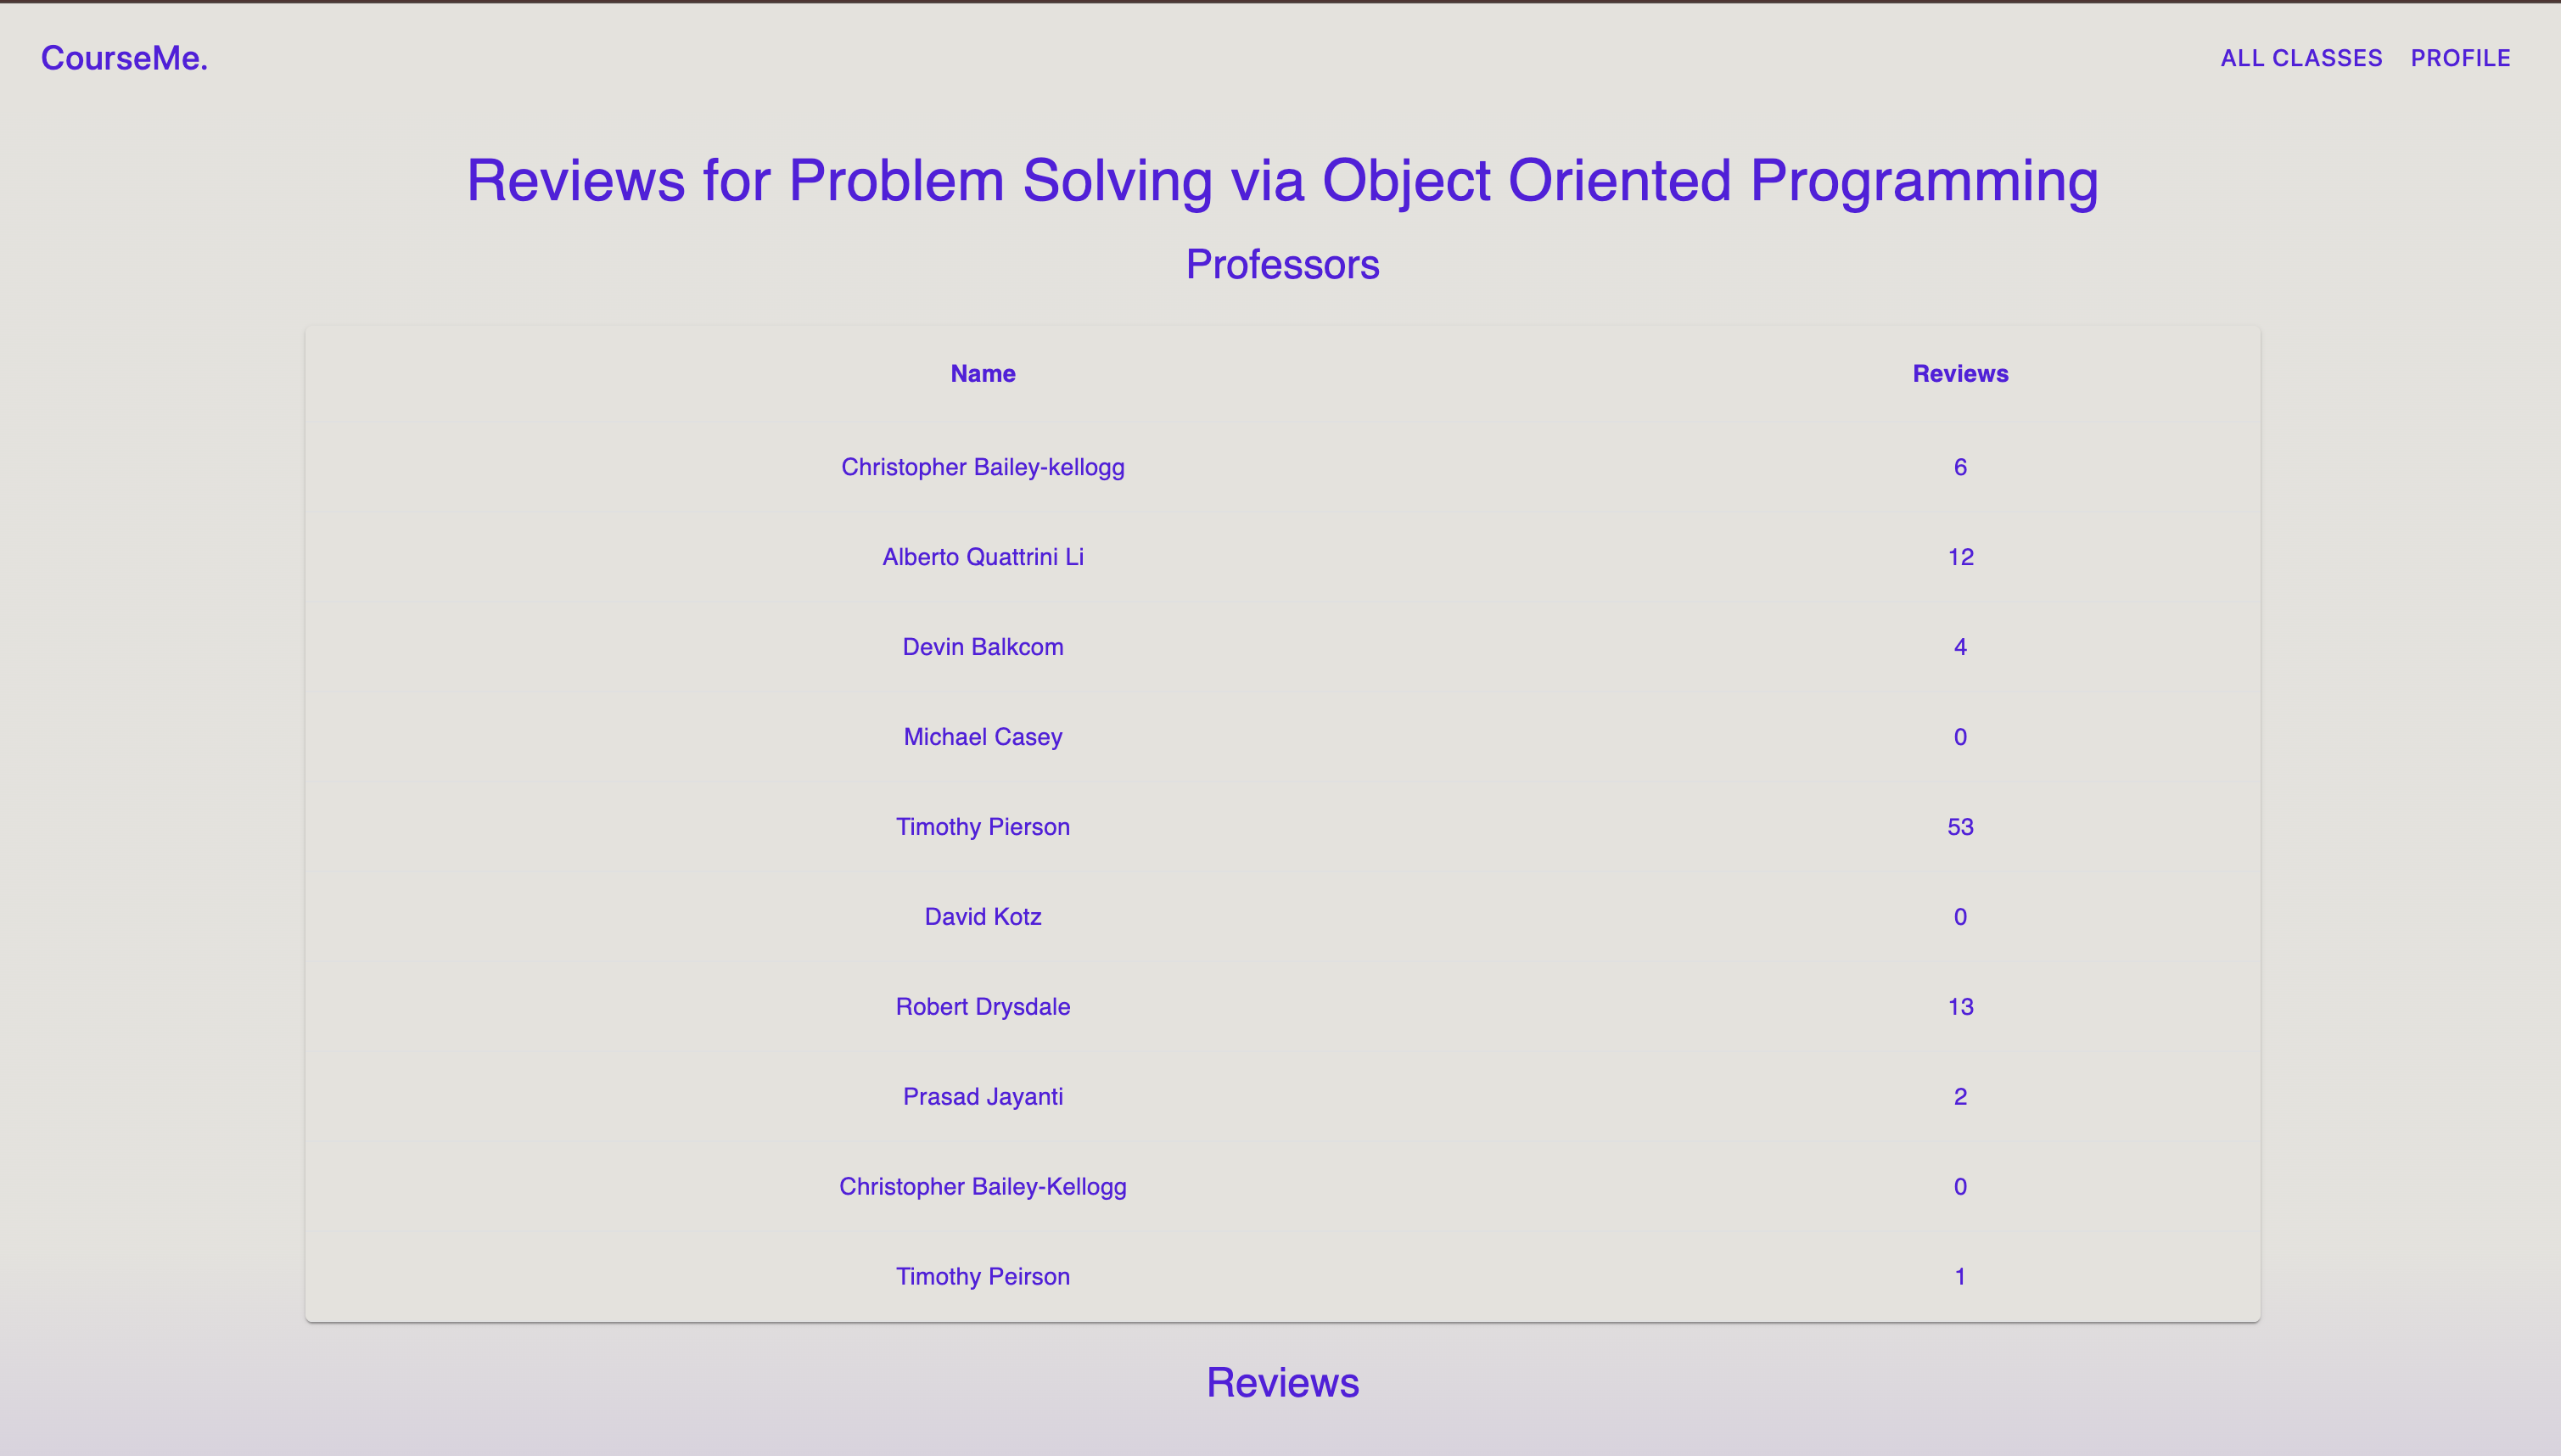 CourseMe.
ALL CLASSES PROFILE
Reviews for Problem Solving via Object Oriented Programming
Professors
Name Reviews
Christopher Bailey-kellogg 6
Alberto Quattrini Li 12
Devin Balkcom 4
Michael Casey 0
Timothy Pierson 53
David Kotz 0
Robert Drysdale 13
Prasad Jayanti 2
Christopher Bailey-Kellogg 0
Timothy Peirson 1
Reviews